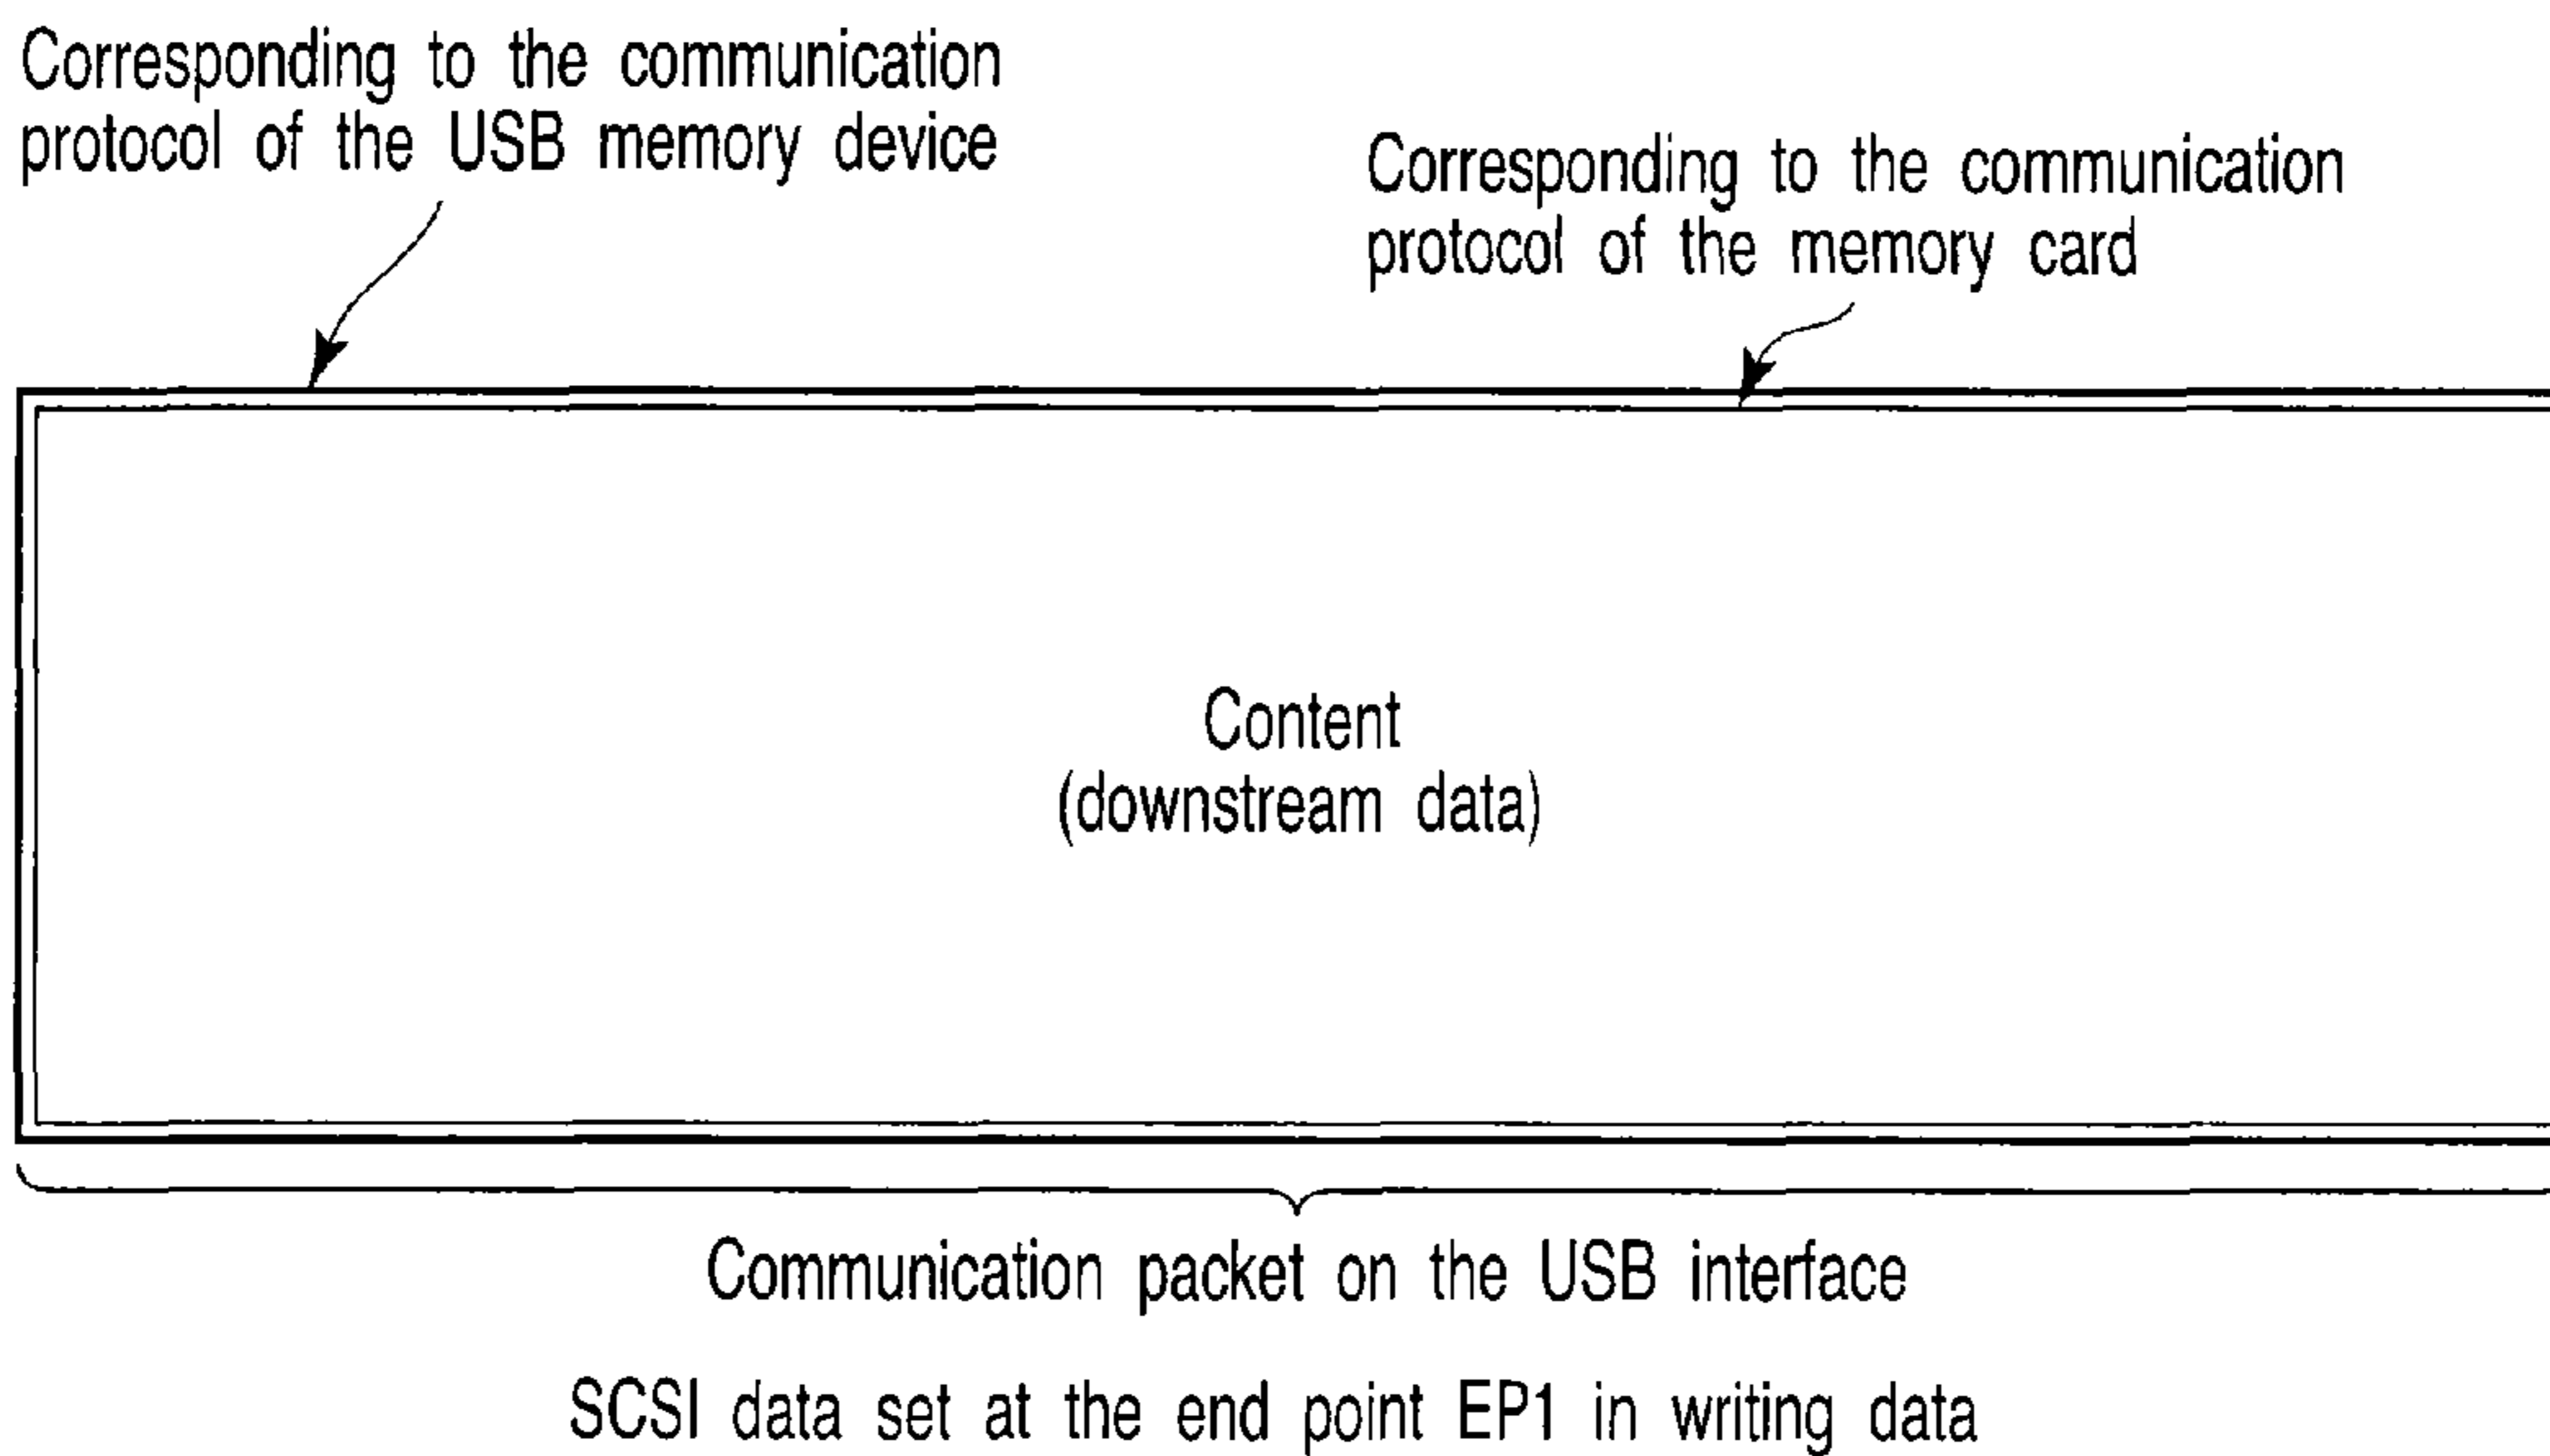 Corresponding to the communication
protocol of the USB memory device
Corresponding to the communication
protocol of the memory card
Content
(downstream data)
Communication packet on the USB interface
SCSI data set at the end point EP1 in writing data